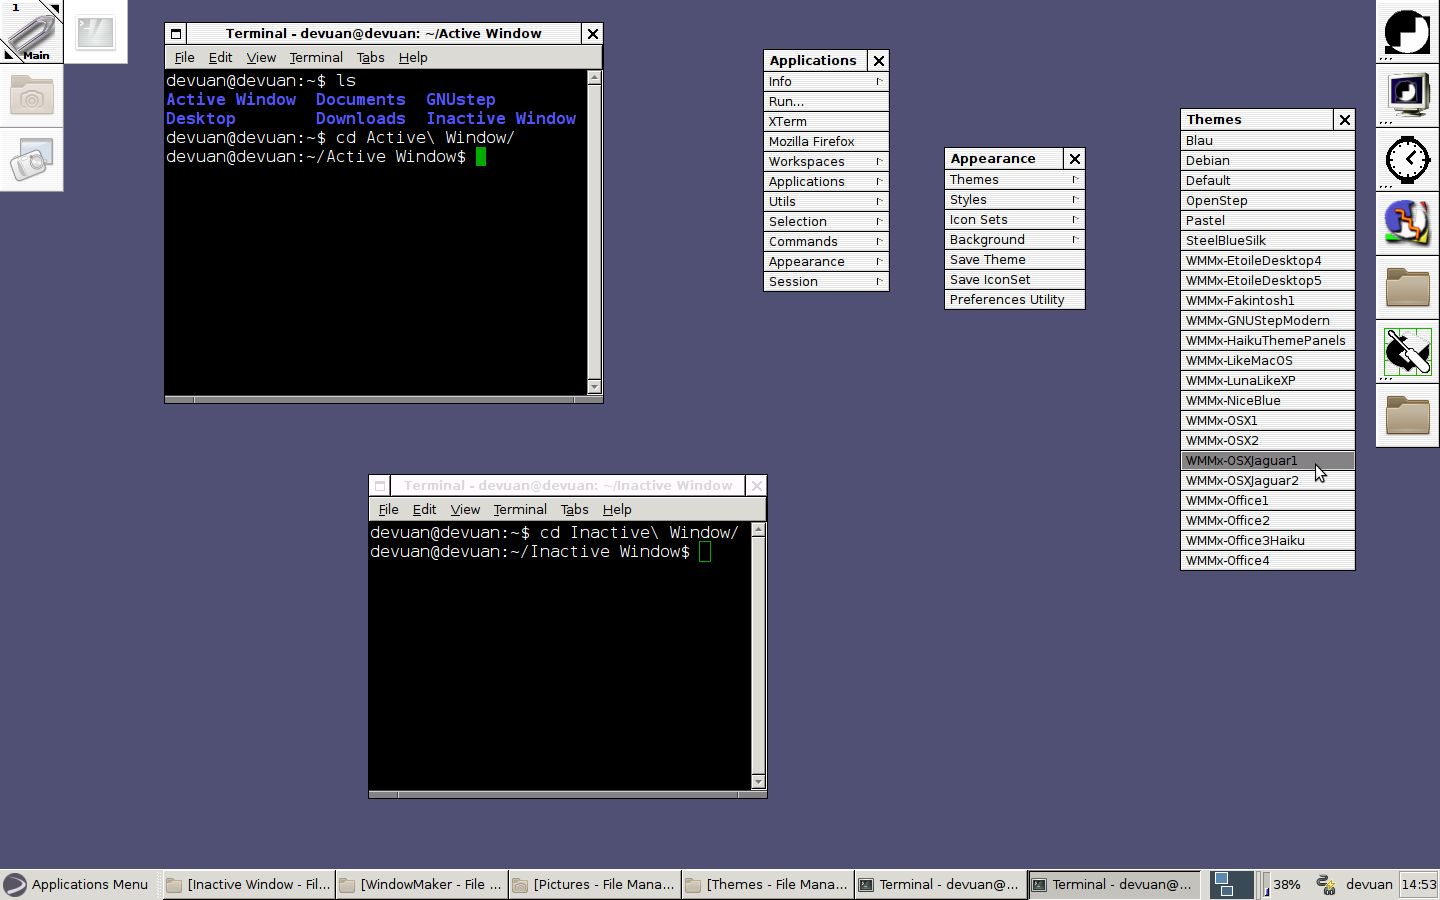 1
Main
Terminal - devuan@devuan: ~/Active Window
File Edit View Terminal Tabs Help
devuan@devuan:~$ ls
Active Window Documents GNUstep
Desktop Downloads Inactive Window
devuan@devuan:~$ cd Active\ Window/
devuan@devuan:~/Active Window$
Terminal - devuan@devuan: ~/Inactive Window
File Edit View Terminal Tabs Help
devuan@devuan:~$ cd Inactive\ Window/
devuan@devuan:~/Inactive Window$
Applications
Info
Run...
XTerm
Mozilla Firefox
Workspaces
Applications
Utils
Selection
Commands
Appearance
Session
Appearance
Themes
Styles
Icon Sets
Background
Save Theme
Save IconSet
Preferences Utility
Themes
Blau
Debian
Default
OpenStep
Pastel
SteelBlueSilk
WMMx-EtoileDesktop4
WMMx-EtoileDesktop5
WMMx-Fakintosh1
WMMx-GNUStepModern
WMMx-HaikuThemePanels
WMMx-LikeMacOS
WMMx-LunaLikeXP
WMMx-NiceBlue
WMMx-OSX1
WMMx-OSX2
WMMx-OSXJaguar1
WMMx-OSXJaguar2
WMMx-Office1
WMMx-Office2
WMMx-Office3Haiku
WMMx-Office4
Applications Menu
[Inactive Window - Fil...
[WindowMaker - File ...
[Pictures - File Mana...
[Themes - File Mana...
Terminal - devuan@...
Terminal - devuan@...
38%
devuan
14:53